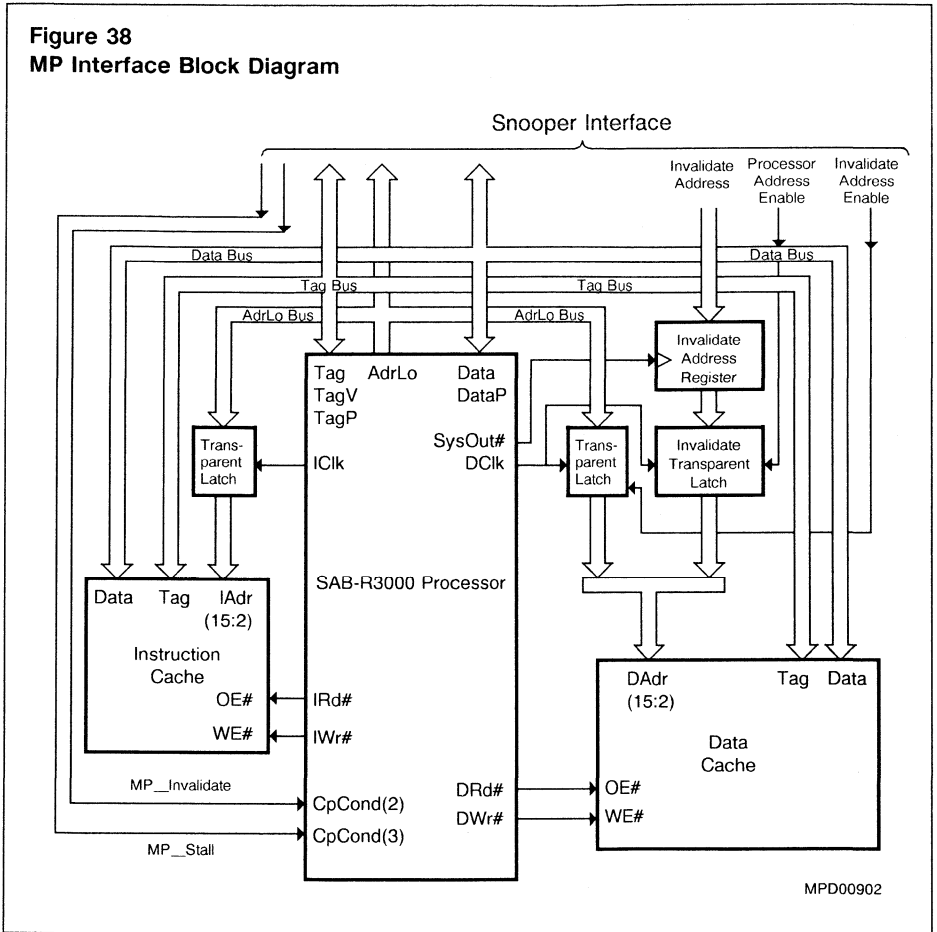 Figure 38
MP Interface Block Diagram
Snooper Interface
Invalidate
Address
Processor
Address
Enable
Invalidate
Address
Enable
Data Bus
Data Bus
Tag Bus
Tag Bus
AdrLo Bus
AdrLo Bus
Invalidate
Address
Register
Tag AdrLo Data
TagV DataP
TagP
SysOut#
IClk DClk
Trans-
parent
Latch
Trans-
parent
Latch
Invalidate
Transparent
Latch
SAB-R3000 Processor
Data Tag IAdr
(15:2)
Instruction
Cache
OE#
WE#
IRd#
IWr#
DAdr
(15:2)
Tag Data
Data
Cache
OE#
WE#
DRd#
DWr#
MP__Invalidate
CpCond(2)
CpCond(3)
MP__Stall
MPD00902